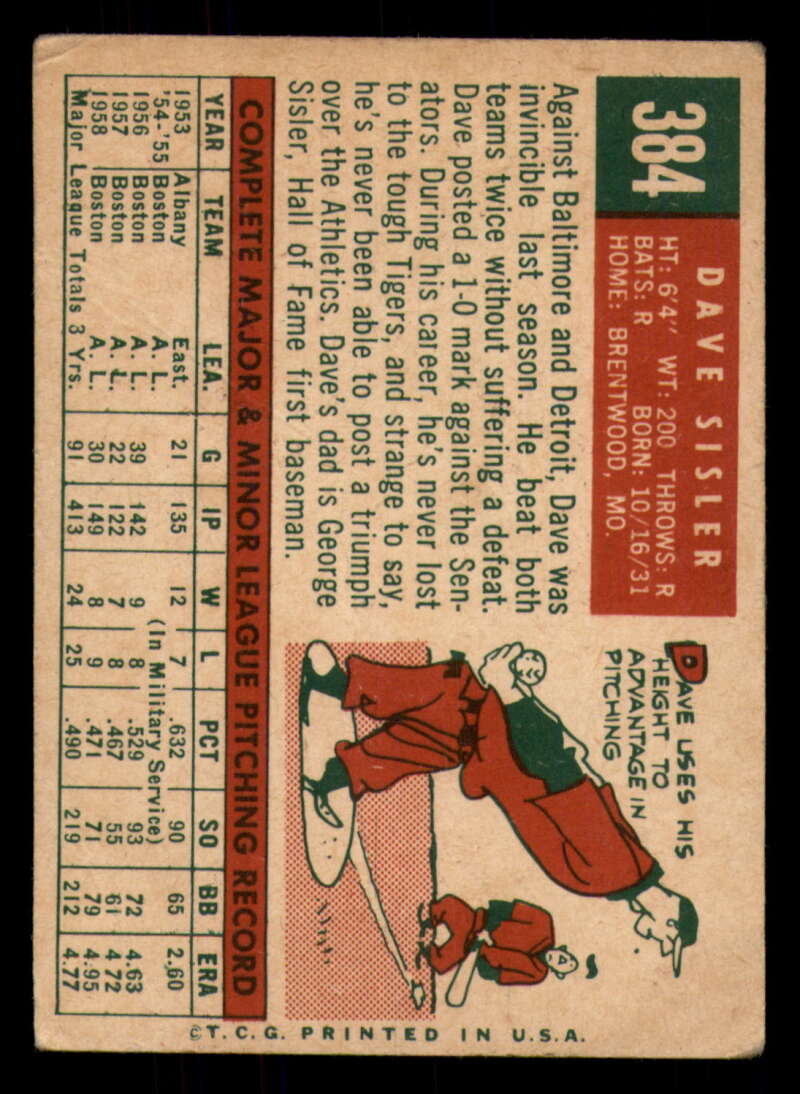 384
DAVE SISLER
HT: 6'4" WT: 200 THROWS: R
BATS: R BORN: 10/16/31
HOME: BRENTWOOD, MO.
Against Baltimore and Detroit, Dave was
invincible last season. He beat both
teams twice without suffering a defeat.
Dave posted a 1-0 mark against the Sen-
ators. During his career, he's never lost
to the tough Tigers, and strange to say,
he's never been able to post a triumph
over the Athletics. Dave's dad is George
Sisler, Hall of Fame first baseman.
DAVE USES HIS
HEIGHT TO
ADVANTAGE IN
PITCHING
COMPLETE MAJOR & MINOR LEAGUE PITCHING RECORD
YEAR TEAM LEA. G IP W L PCT SO BB ERA
1953 Albany East. 21 135 12 7 .632 90 65 2.60
'54-'55 Boston A. L. (In Military Service)
1956 Boston A. L. 39 142 9 8 .529 93 72 4.63
1957 Boston A. L. 22 122 7 8 .467 55 61 4.72
1958 Boston A. L. 30 149 8 9 .471 71 79 4.95
Major League Totals 3 Yrs. 91 413 24 25 .490 219 212 4.77
©T.C.G. PRINTED IN U.S.A.